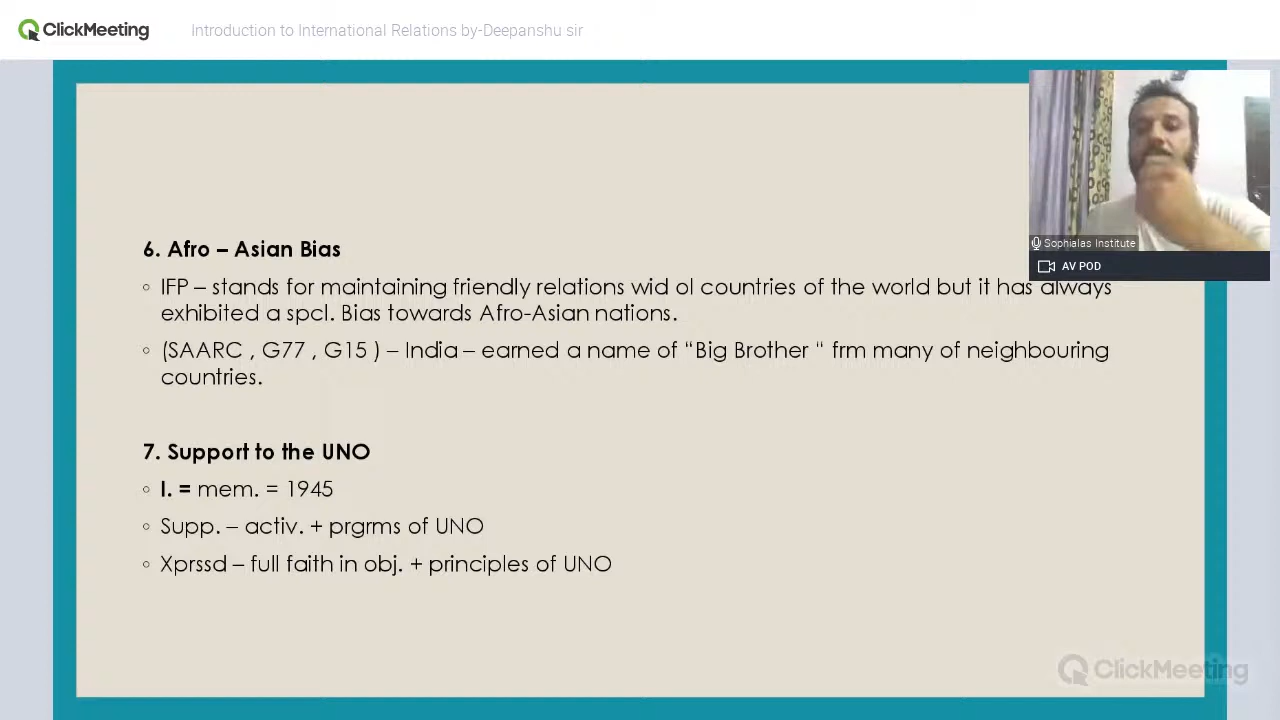 ClickMeeting
Introduction to International Relations by-Deepanshu sir
Sophialas Institute
AV POD
6. Afro – Asian Bias
◦ IFP – stands for maintaining friendly relations wid ol countries of the world but it has always
exhibited a spcl. Bias towards Afro-Asian nations.
◦ (SAARC , G77 , G15 ) – India – earned a name of “Big Brother “ frm many of neighbouring
countries.
7. Support to the UNO
◦ I. = mem. = 1945
◦ Supp. – activ. + prgrms of UNO
◦ Xprssd – full faith in obj. + principles of UNO
ClickMeeting